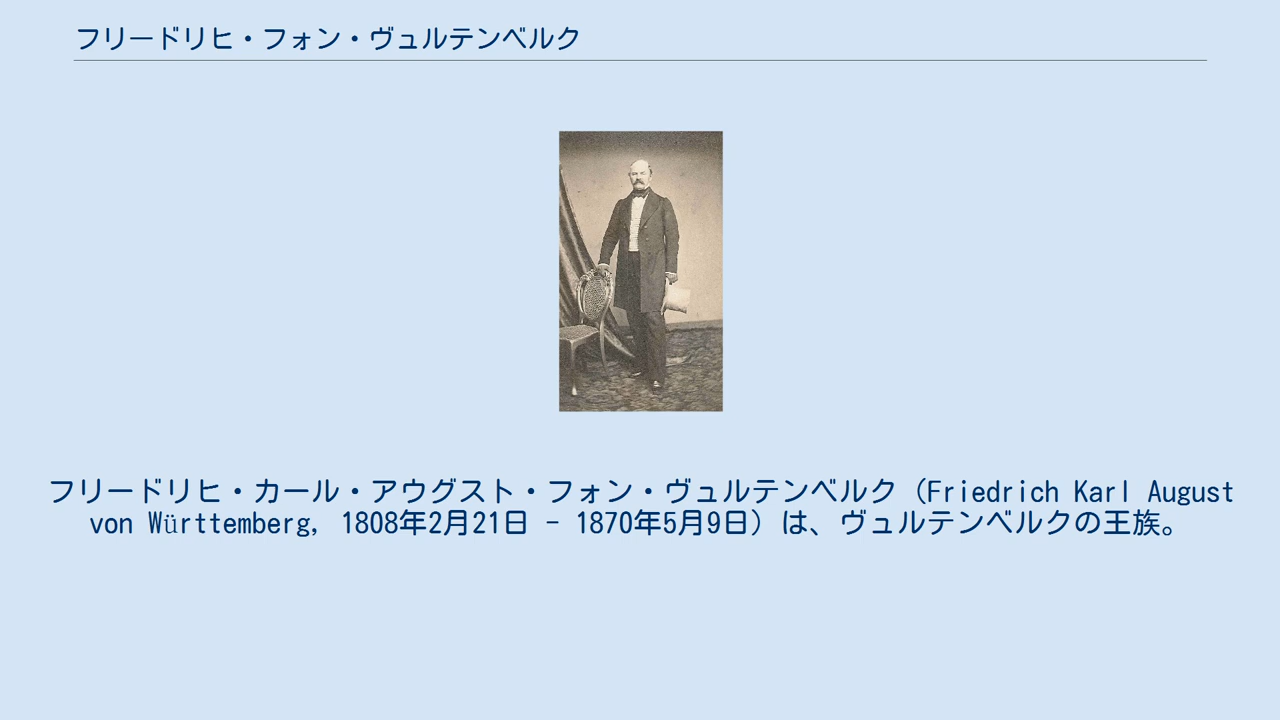 フリードリヒ・フォン・ヴュルテンベルク
フリードリヒ・カール・アウグスト・フォン・ヴュルテンベルク（Friedrich Karl August
von Württemberg, 1808年2月21日 - 1870年5月9日）は、ヴュルテンベルクの王族。